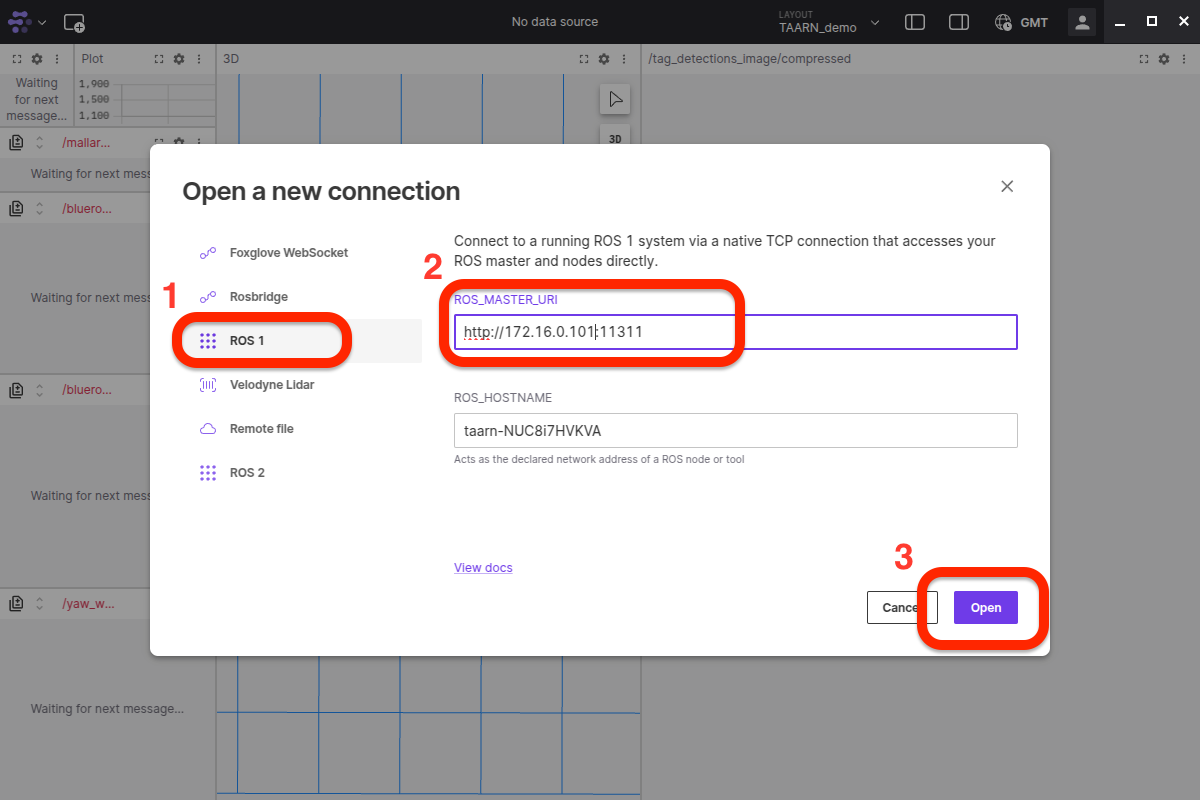 No data source
LAYOUT
TAARN_demo
GMT
Plot
3D
/tag_detections_image/compressed
Waiting
for next
message...
1,900
1,500
1,100
3D
/mallar...
Waiting for next mess
/bluero...
Waiting for next mess
/bluero...
Waiting for next mess
/yaw_w...
Waiting for next message...
Open a new connection
Foxglove WebSocket
Rosbridge
1
ROS 1
Velodyne Lidar
Remote file
ROS 2
Connect to a running ROS 1 system via a native TCP connection that accesses your
ROS master and nodes directly.
2
ROS_MASTER_URI
http://172.16.0.101:11311
ROS_HOSTNAME
taarn-NUC8i7HVKVA
Acts as the declared network address of a ROS node or tool
View docs
3
Cance
Open